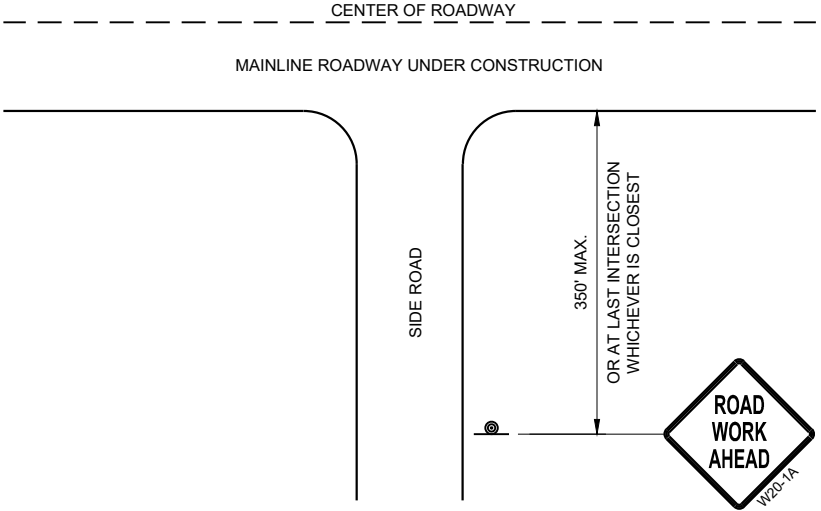 CENTER OF ROADWAY
MAINLINE ROADWAY UNDER CONSTRUCTION
SIDE ROAD
350' MAX.
OR AT LAST INTERSECTION
WHICHEVER IS CLOSEST
ROAD
WORK
AHEAD
W20-1A